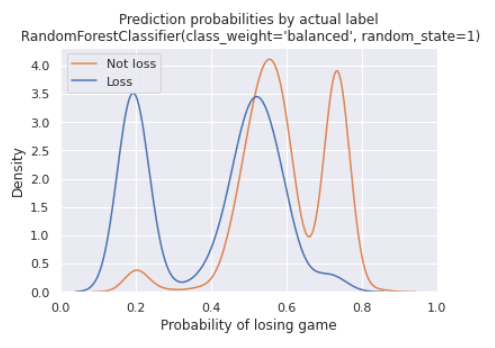 Prediction probabilities by actual label
RandomForestClassifier(class_weight='balanced', random_state=1)
Not loss
Loss
Density
4.0
3.5
3.0
2.5
2.0
1.5
1.0
0.5
0.0
0.0 0.2 0.4 0.6 0.8 1.0
Probability of losing game